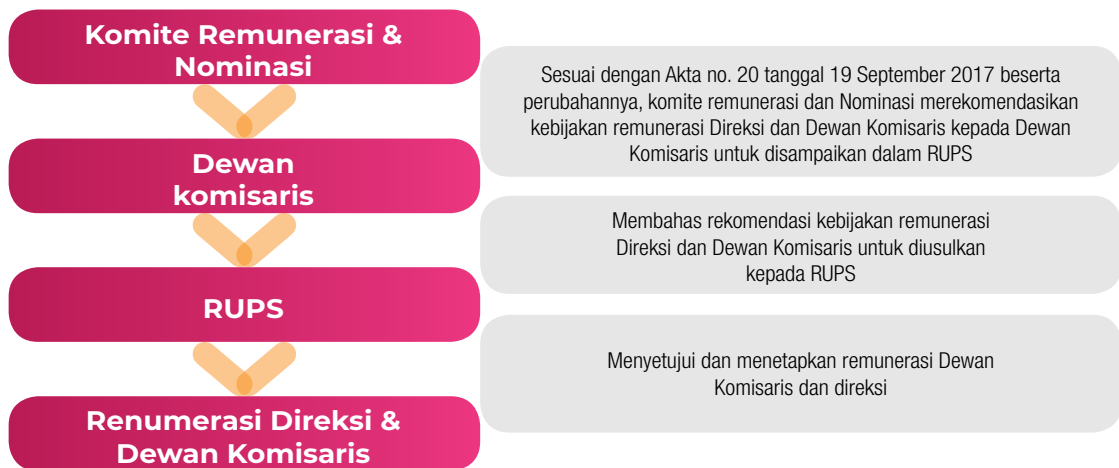 Komite Remunerasi &
Nominasi
Sesuai dengan Akta no. 20 tanggal 19 September 2017 beserta
perubahannya, komite remunerasi dan Nominasi merekomendasikan
kebijakan remunerasi Direksi dan Dewan Komisaris kepada Dewan
Komisaris untuk disampaikan dalam RUPS
Dewan
komisaris
Membahas rekomendasi kebijakan remunerasi
Direksi dan Dewan Komisaris untuk diusulkan
kepada RUPS
RUPS
Menyetujui dan menetapkan remunerasi Dewan
Komisaris dan direksi
Renumerasi Direksi &
Dewan Komisaris